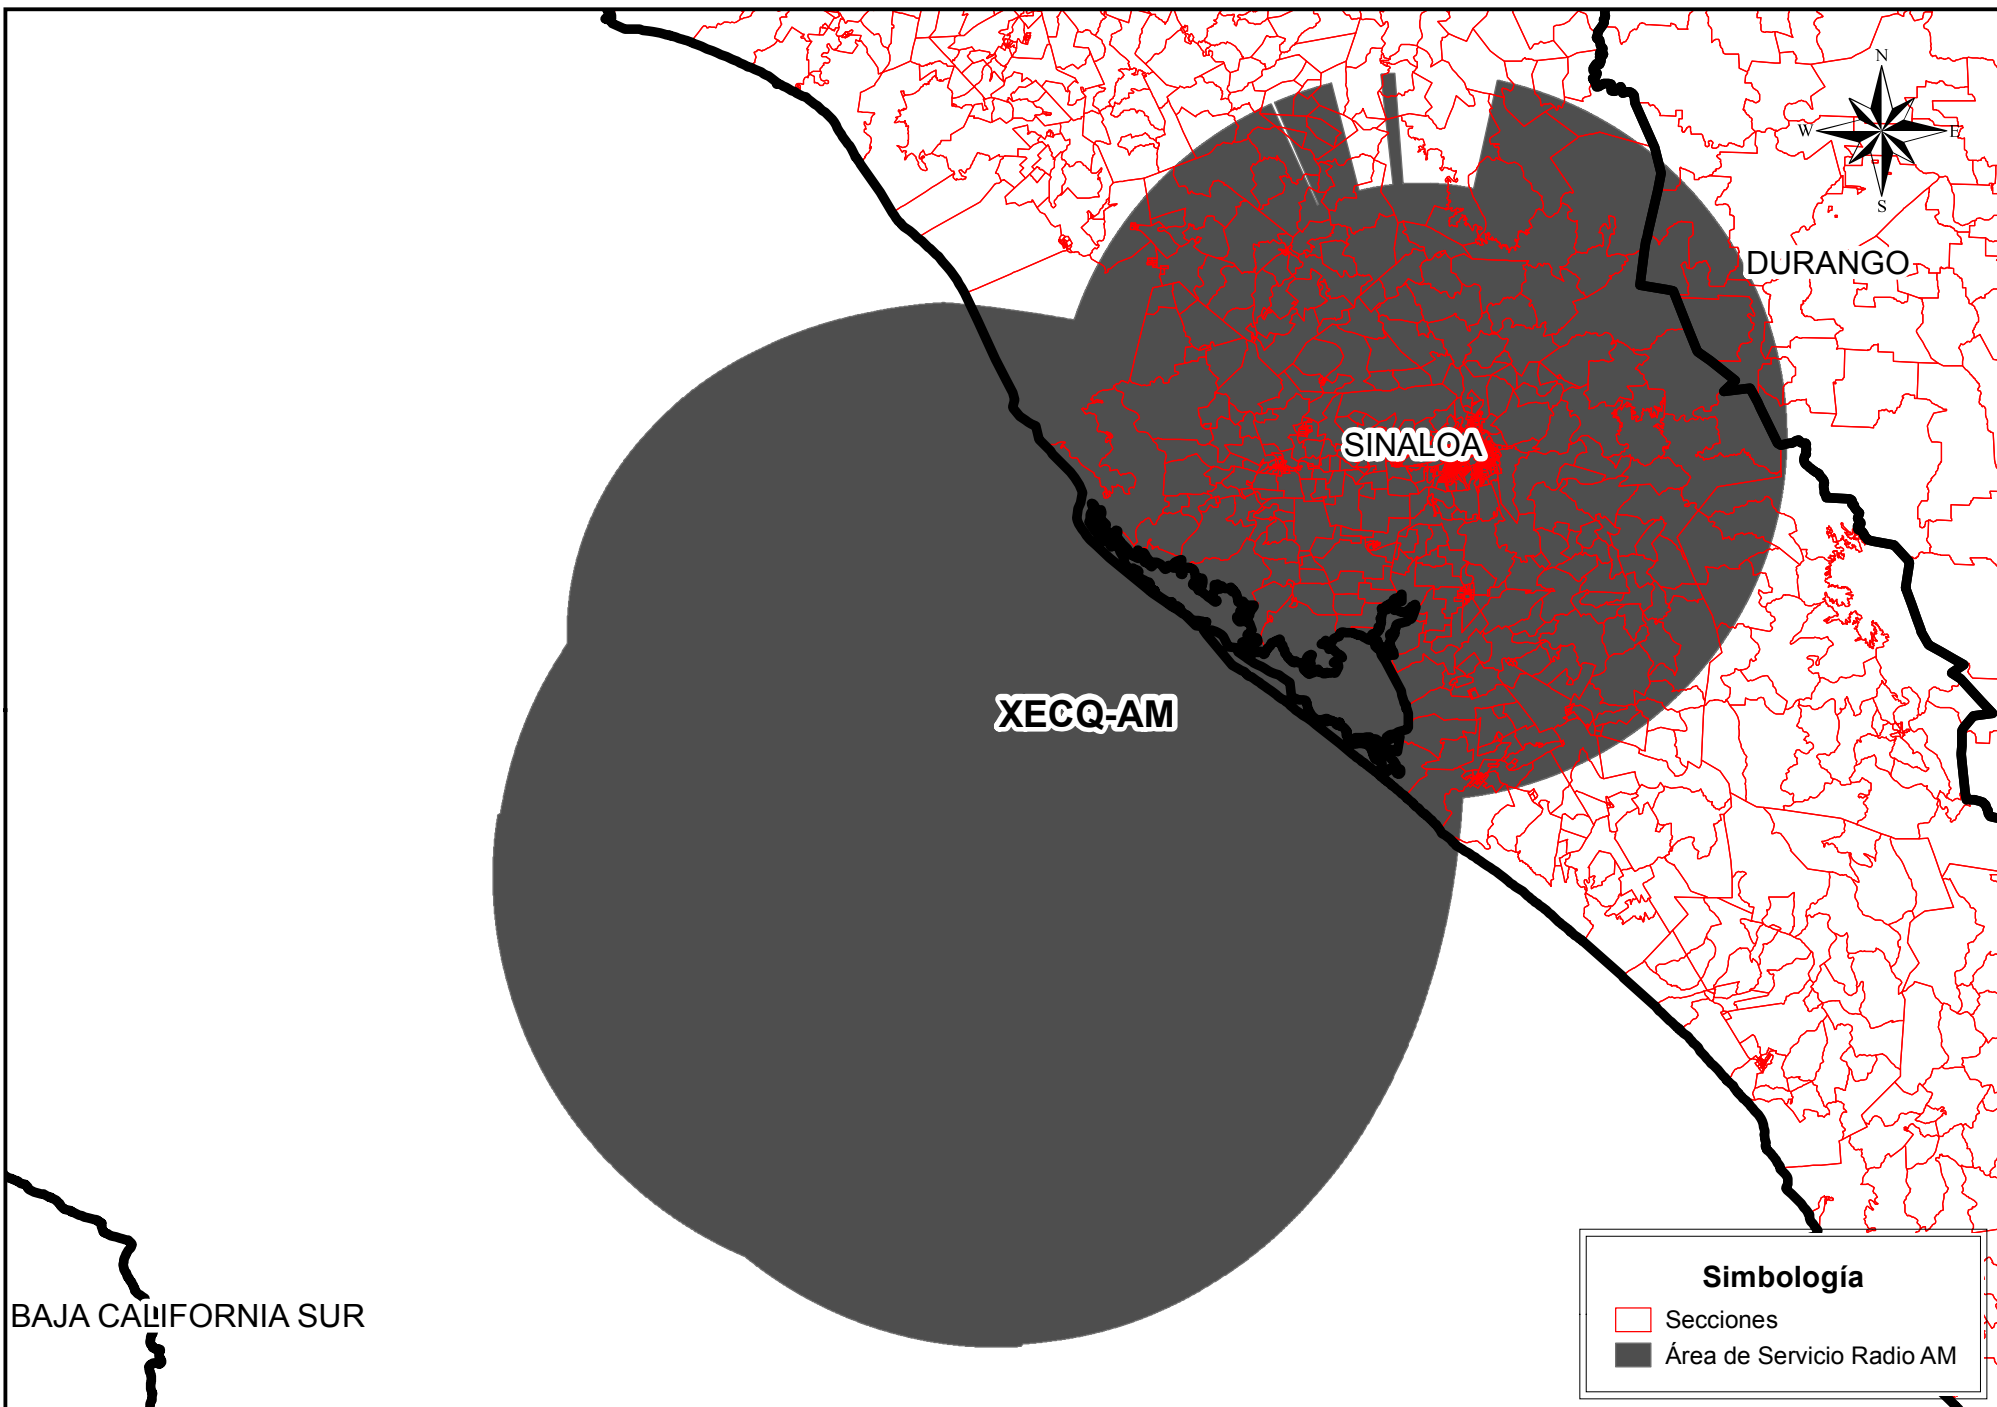 N
W
E
S
DURANGO
SINALOA
XECQ-AM
BAJA CALIFORNIA SUR
Simbología
Secciones
Área de Servicio Radio AM